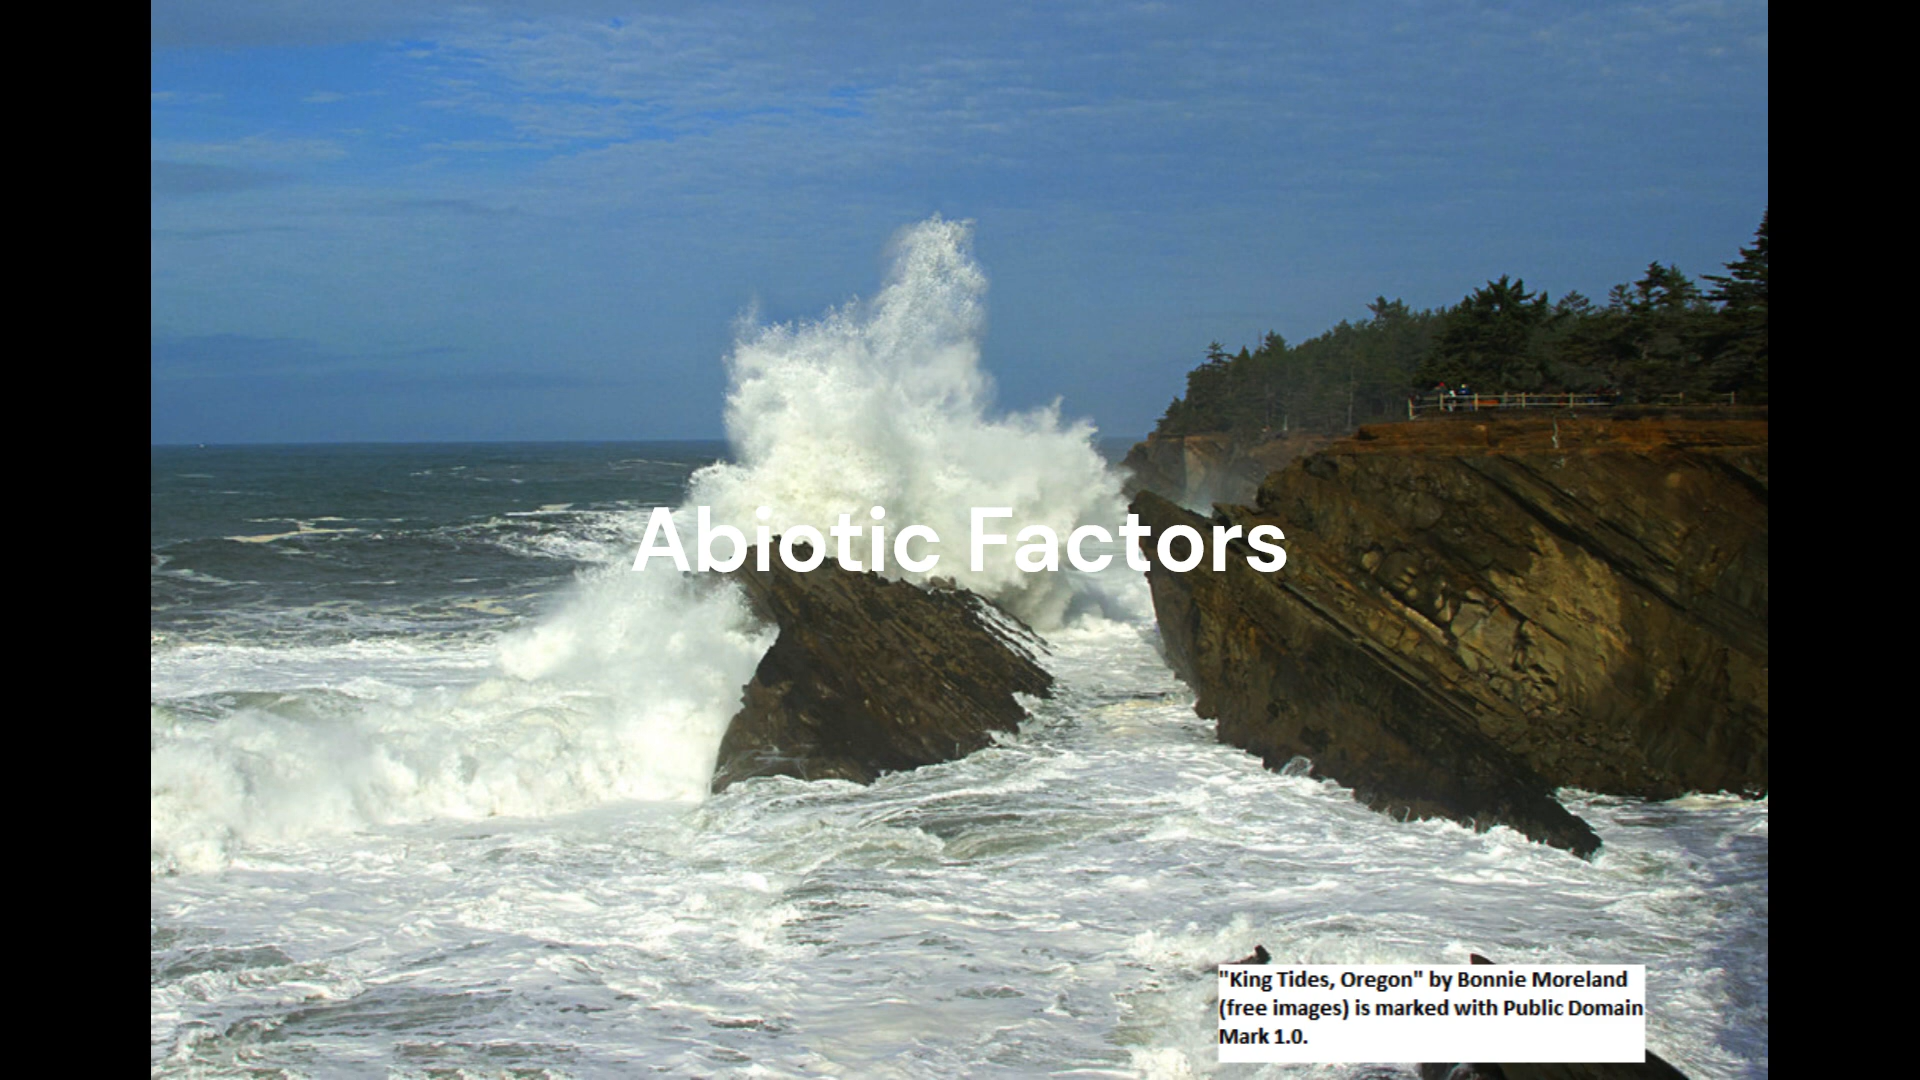 Abiotic Factors
"King Tides, Oregon" by Bonnie Moreland
(free images) is marked with Public Domain
Mark 1.0.